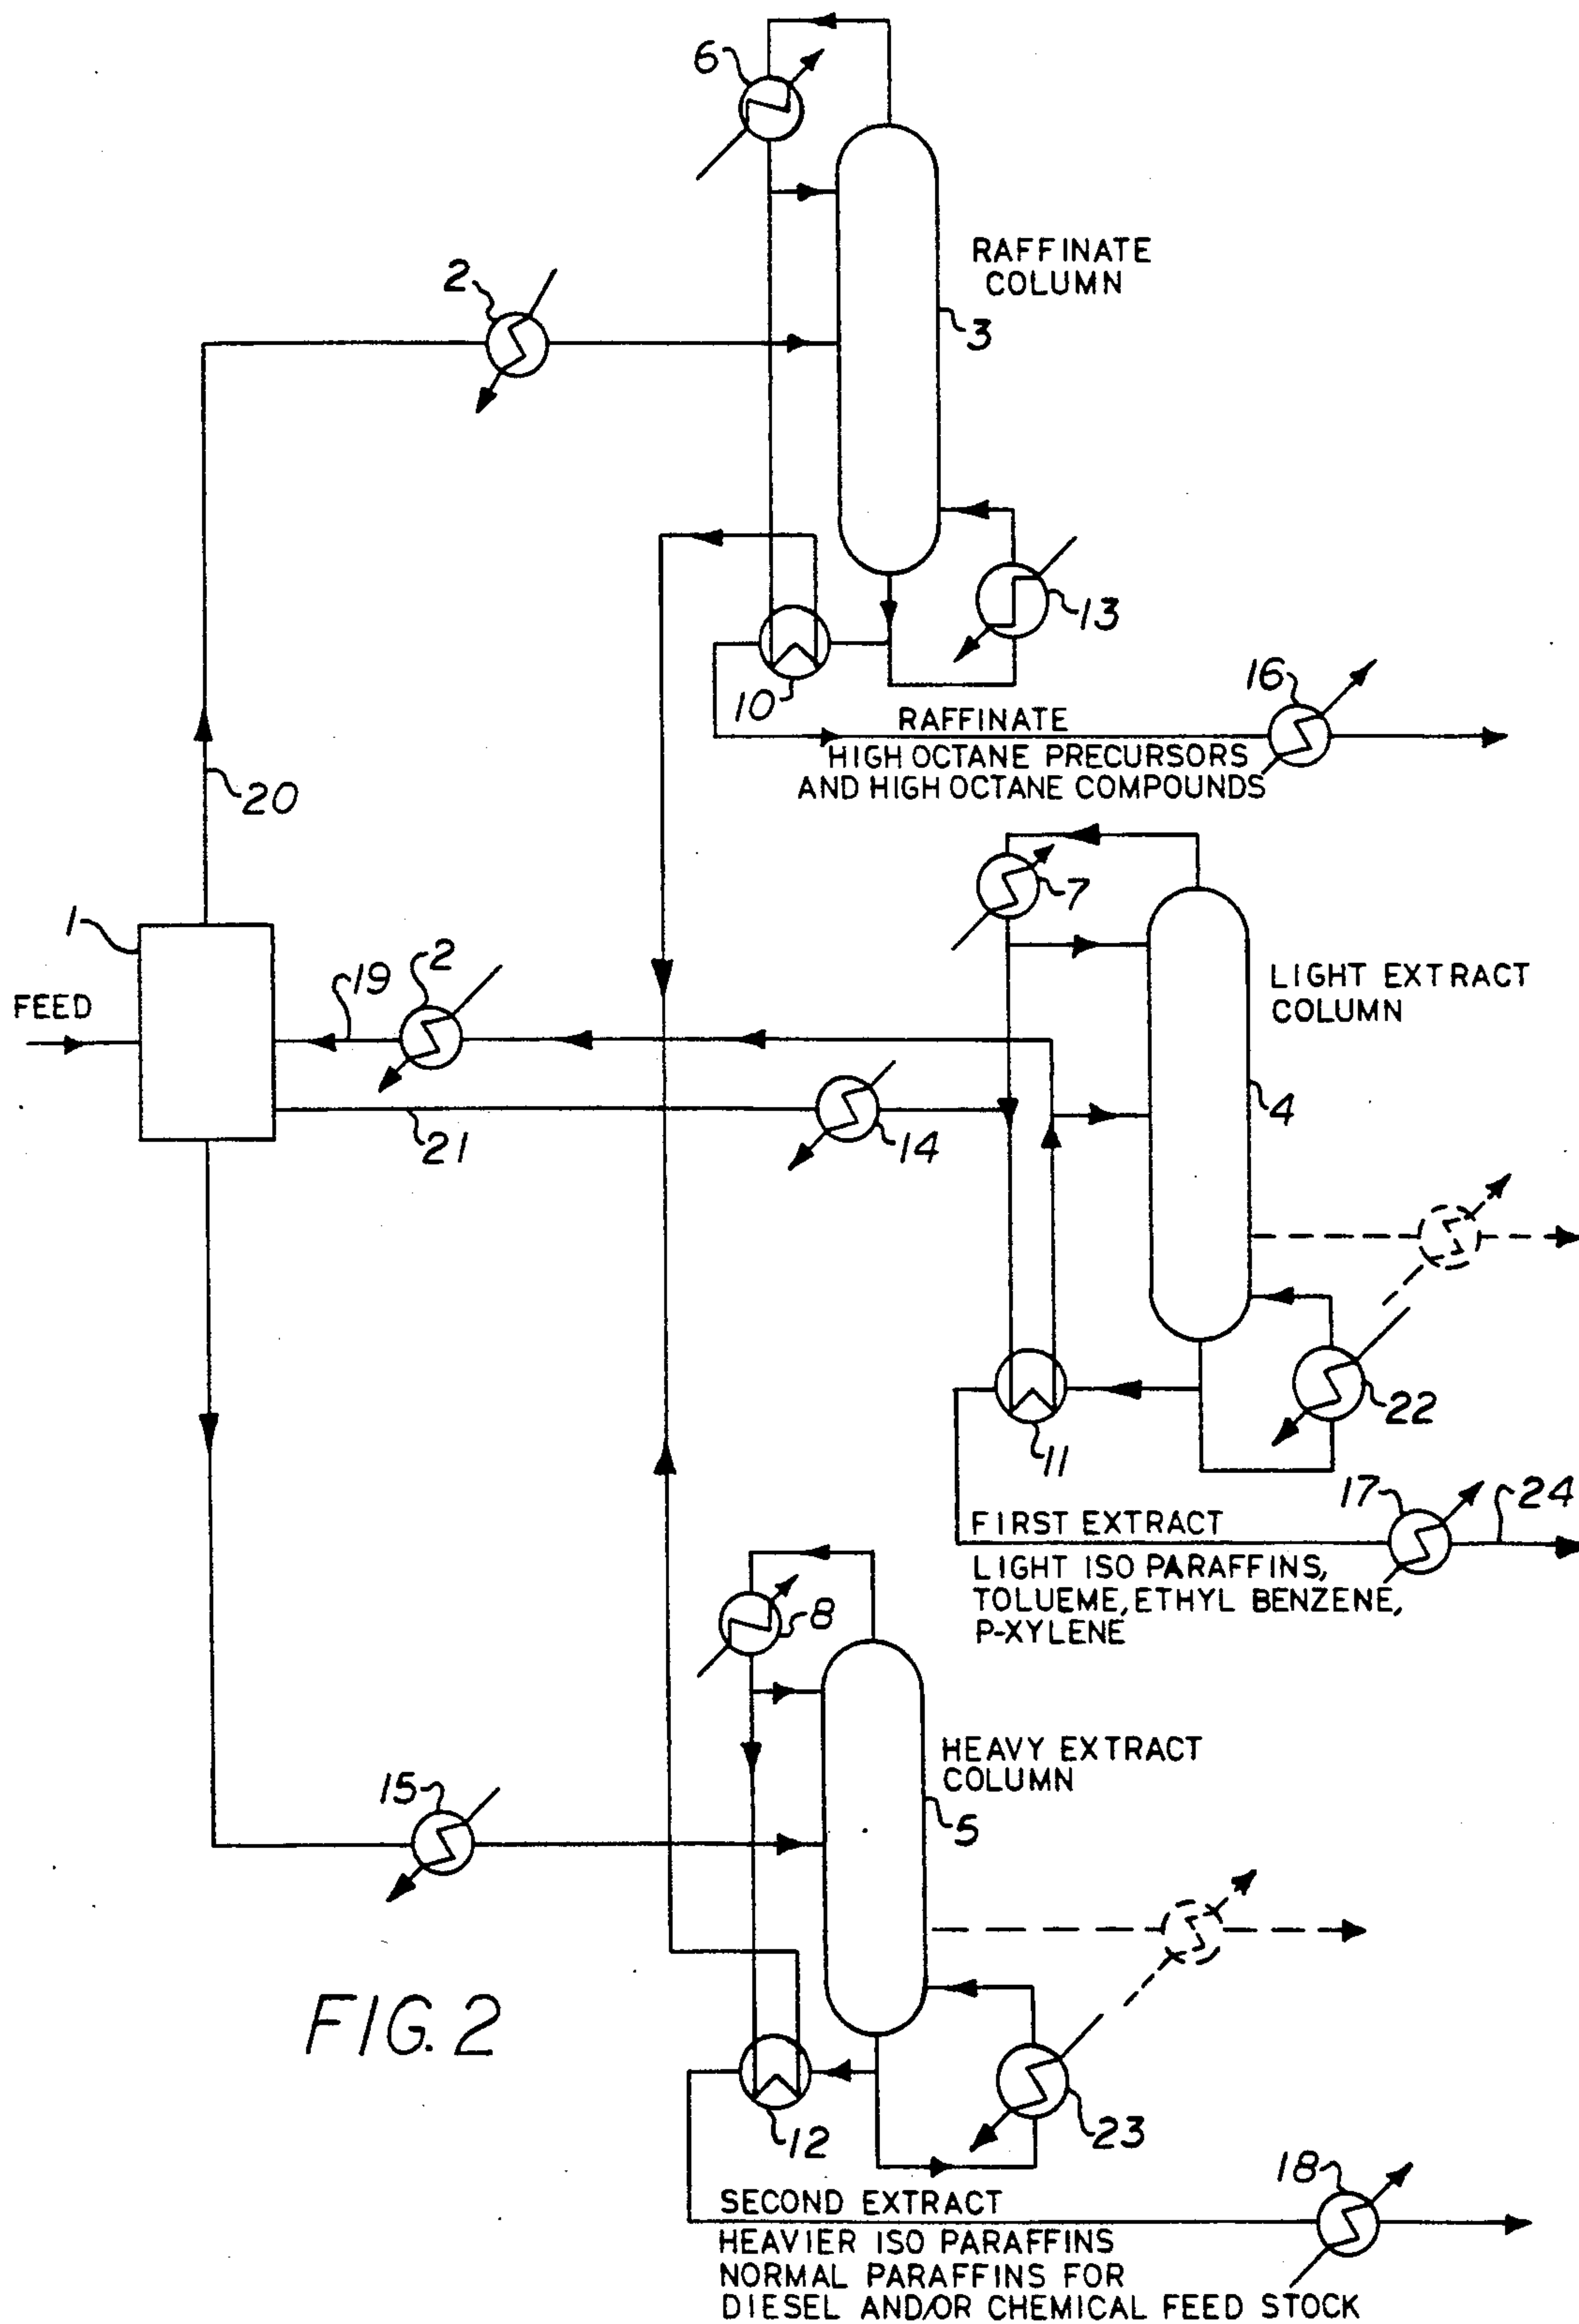 6
RAFFINATE
COLUMN
2
3
13
10
16
RAFFINATE
HIGH OCTANE PRECURSORS
AND HIGH OCTANE COMPOUNDS
20
7
1
LIGHT EXTRACT
COLUMN
FEED
19
2
4
21
14
22
11
17
24
FIRST EXTRACT
LIGHT ISO PARAFFINS,
TOLUEME, ETHYL BENZENE,
P-XYLENE
8
HEAVY EXTRACT
COLUMN
15
5
FIG. 2
12
23
18
SECOND EXTRACT
HEAVIER ISO PARAFFINS
NORMAL PARAFFINS FOR
DIESEL AND/OR CHEMICAL FEED STOCK